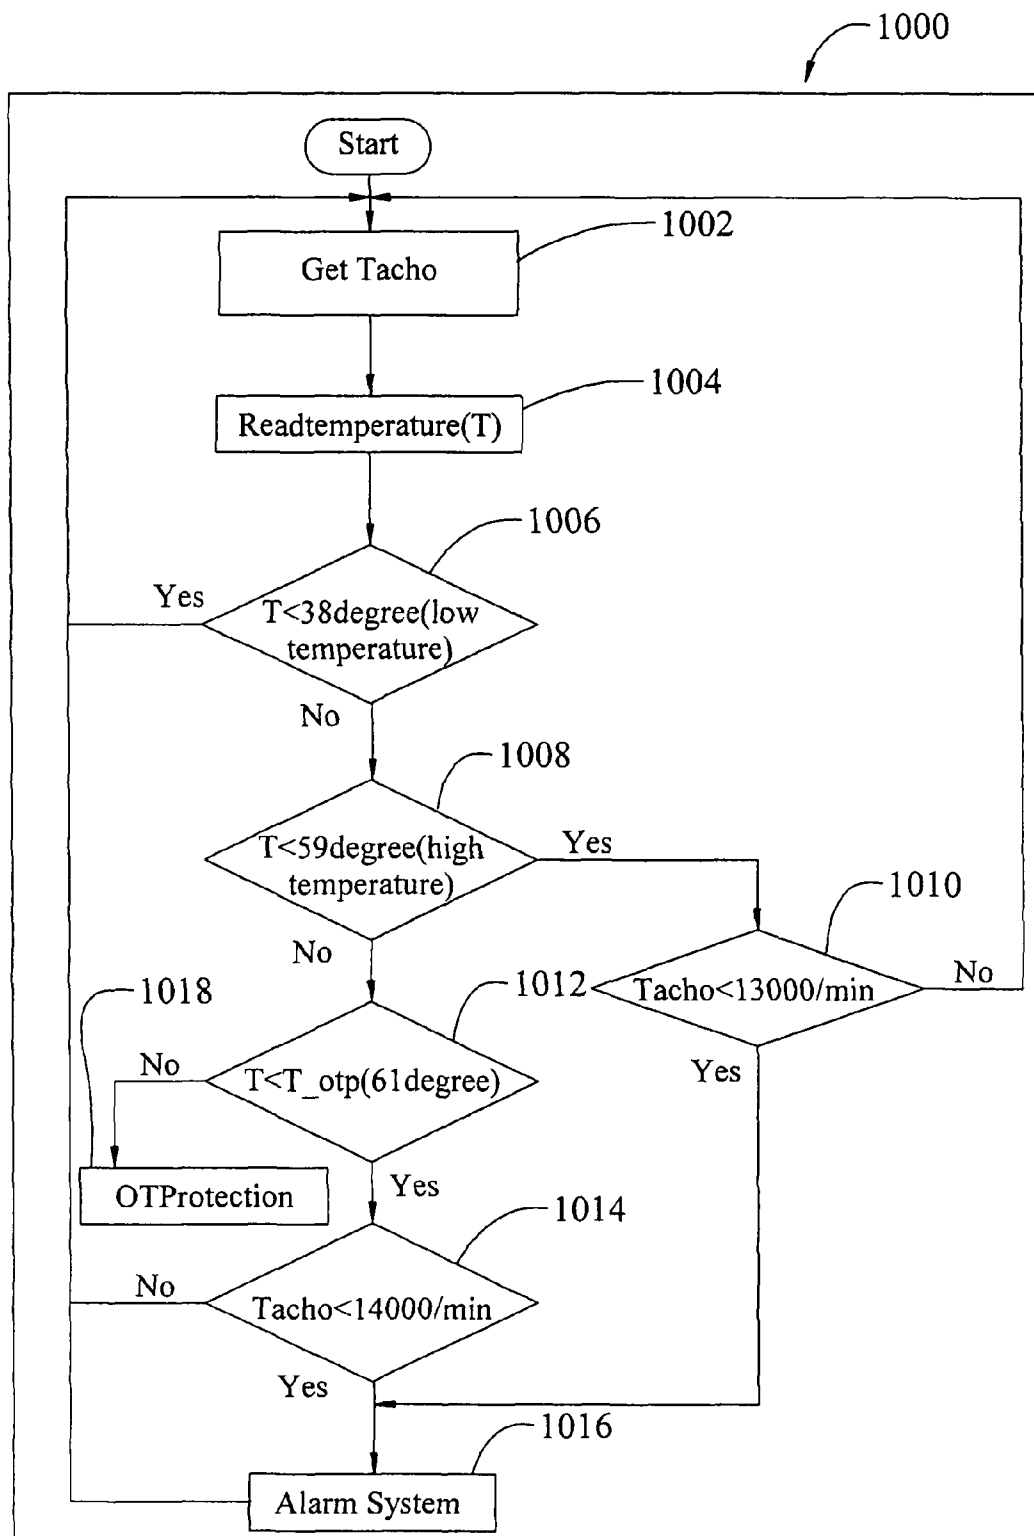 1000
Start
1002
Get Tacho
1004
Readtemperature(T)
1006
Yes
T<38degree(low
temperature)
No
1008
T<59degree(high
temperature)
Yes
1010
No
1018
1012
Tacho<13000/min
No
No
T<T_otp(61degree)
Yes
OTProtection
Yes
1014
No
Tacho<14000/min
Yes
1016
Alarm System